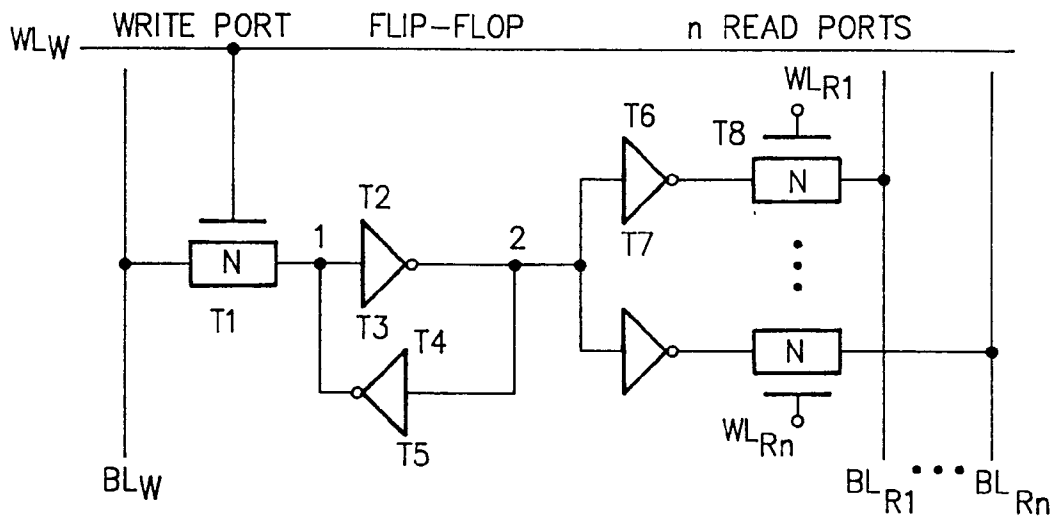 WRITE PORT FLIP-FLOP n READ PORTS
WLW
WLR1
T6
T8
N
T7
T2
1
2
N
T1
T3
T4
T5
N
WLRn
BLW
BLR1 ••• BLRn